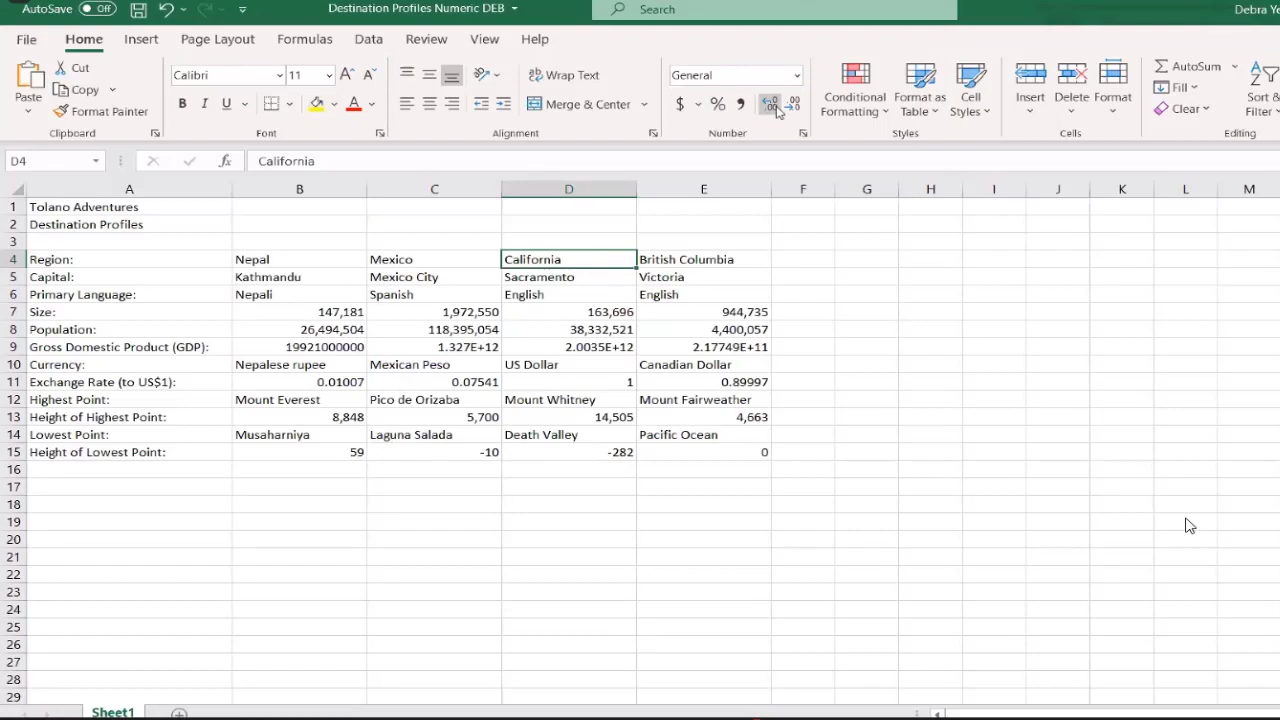 AutoSave Off Destination Profiles Numeric DEB Search Debra
File Home Insert Page Layout Formulas Data Review View Help
Paste Cut Copy Format Painter
Calibri 11 A A B I U A
Wrap Text Merge & Center
General $ % ,
Conditional Formatting Format as Table Cell Styles
Insert Delete Format
AutoSum Fill Clear Sort & Filter
Clipboard Font Alignment Number Styles Cells Editing
D4 fx California
A B C D E F G H I J K L M
1 Tolano Adventures
2 Destination Profiles
3
4 Region: Nepal Mexico California British Columbia
5 Capital: Kathmandu Mexico City Sacramento Victoria
6 Primary Language: Nepali Spanish English English
7 Size: 147,181 1,972,550 163,696 944,735
8 Population: 26,494,504 118,395,054 38,332,521 4,400,057
9 Gross Domestic Product (GDP): 19921000000 1.327E+12 2.0035E+12 2.17749E+11
10 Currency: Nepalese rupee Mexican Peso US Dollar Canadian Dollar
11 Exchange Rate (to US$1): 0.01007 0.07541 1 0.89997
12 Highest Point: Mount Everest Pico de Orizaba Mount Whitney Mount Fairweather
13 Height of Highest Point: 8,848 5,700 14,505 4,663
14 Lowest Point: Musaharniya Laguna Salada Death Valley Pacific Ocean
15 Height of Lowest Point: 59 -10 -282 0
16
17
18
19
20
21
22
23
24
25
26
27
28
29
Sheet1